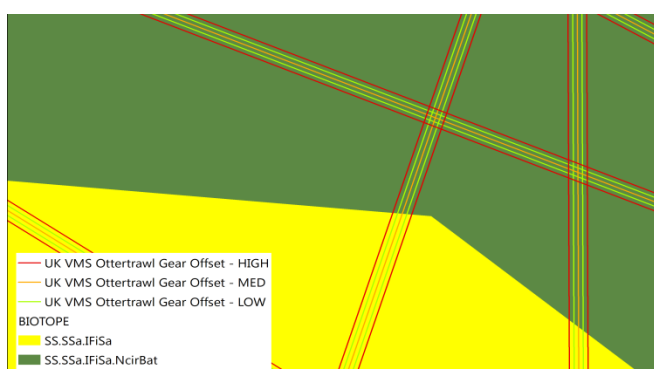 UK VMS Ottertrawl Gear Offset - HIGH
UK VMS Ottertrawl Gear Offset - MED
UK VMS Ottertrawl Gear Offset - LOW
BIOTOPE
SS.SSa.IFiSa
SS.SSa.IFiSa.NcirBat